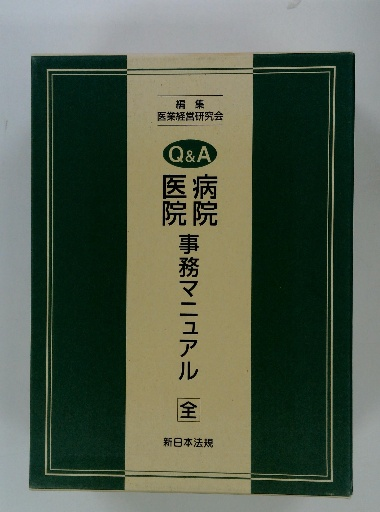 編集
医業経営研究会
Q&A
病院
医院
事務マニュアル
全
新日本法規